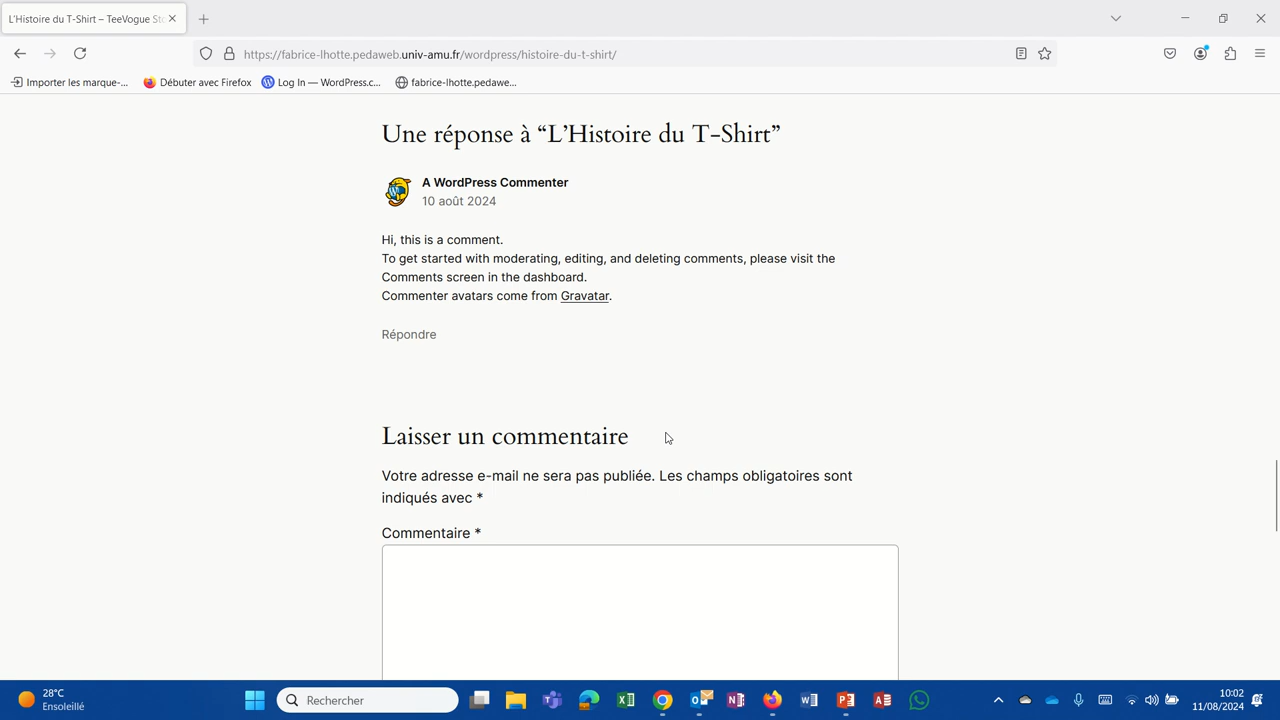 L'Histoire du T-Shirt – TeeVogue Sto
https://fabrice-lhotte.pedaweb.univ-amu.fr/wordpress/histoire-du-t-shirt/
Importer les marque-... Débuter avec Firefox Log In — WordPress.c... fabrice-lhotte.pedawe...
Une réponse à “L’Histoire du T-Shirt”
A WordPress Commenter
10 août 2024
Hi, this is a comment.
To get started with moderating, editing, and deleting comments, please visit the
Comments screen in the dashboard.
Commenter avatars come from Gravatar.
Répondre
Laisser un commentaire
Votre adresse e-mail ne sera pas publiée. Les champs obligatoires sont
indiqués avec *
Commentaire *
28°C
Ensoleillé
Rechercher
10:02
11/08/2024